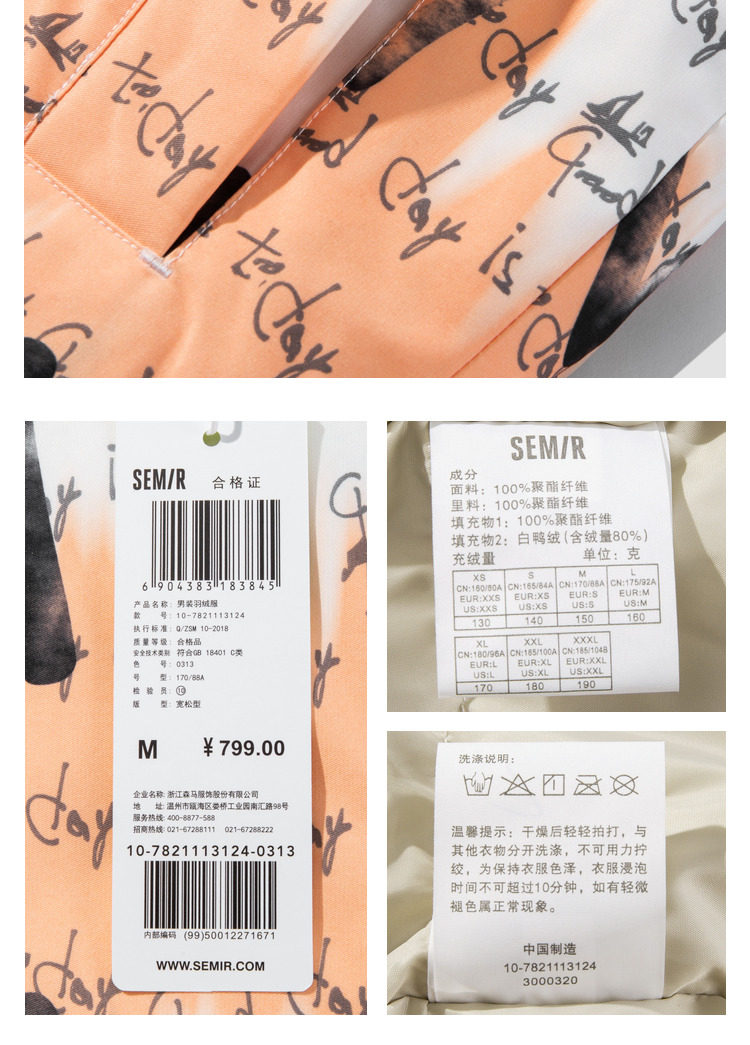 a't Day
Day
Good
Day is
Good
a't Day
Day
SEMIR 合格证
6 904383 183845
产品名称: 男装羽绒服
款 号: 10-7821113124
执行标准: Q/ZSM 10-2018
质量等级: 合格品
安全技术类别 符合GB 18401 C类
色 号: 0313
号 型: 170/88A
检 验 员: ⑩
版 型: 宽松型
M ¥799.00
企业名称: 浙江森马服饰股份有限公司
地 址: 温州市瓯海区娄桥工业园南汇路98号
服务热线: 400-8877-588
招商热线: 021-67288111 021-67288222
10-7821113124-0313
内部编码 (99)50012271671
WWW.SEMIR.COM
SEMIR
成分
面料: 100%聚酯纤维
里料: 100%聚酯纤维
填充物1: 100%聚酯纤维
填充物2: 白鸭绒(含绒量80%)
充绒量 单位: 克
XS S M L
CN:160/80A CN:165/84A CN:170/88A CN:175/92A
EUR:XXS EUR:XS EUR:S EUR:M
US:XXS US:XS US:S US:M
130 140 150 160
XL XXL XXXL
CN:180/96A CN:185/100A CN:185/104B
EUR:L EUR:XL EUR:XXL
US:L US:XL US:XXL
170 180 190
洗涤说明:
温馨提示: 干燥后轻轻拍打, 与
其他衣物分开洗涤, 不可用力拧
绞, 为保持衣服色泽, 衣服浸泡
时间不可超过10分钟, 如有轻微
褪色属正常现象。
中国制造
10-7821113124
3000320